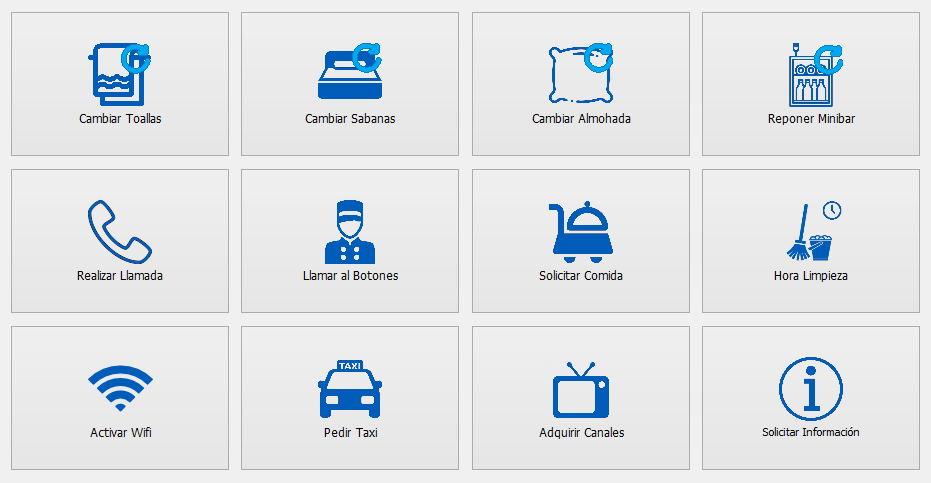 Cambiar Toallas
Cambiar Sabanas
Cambiar Almohada
Reponer Minibar
Realizar Llamada
Llamar al Botones
Solicitar Comida
Hora Limpieza
Activar Wifi
TAXI
Pedir Taxi
Adquirir Canales
Solicitar Información